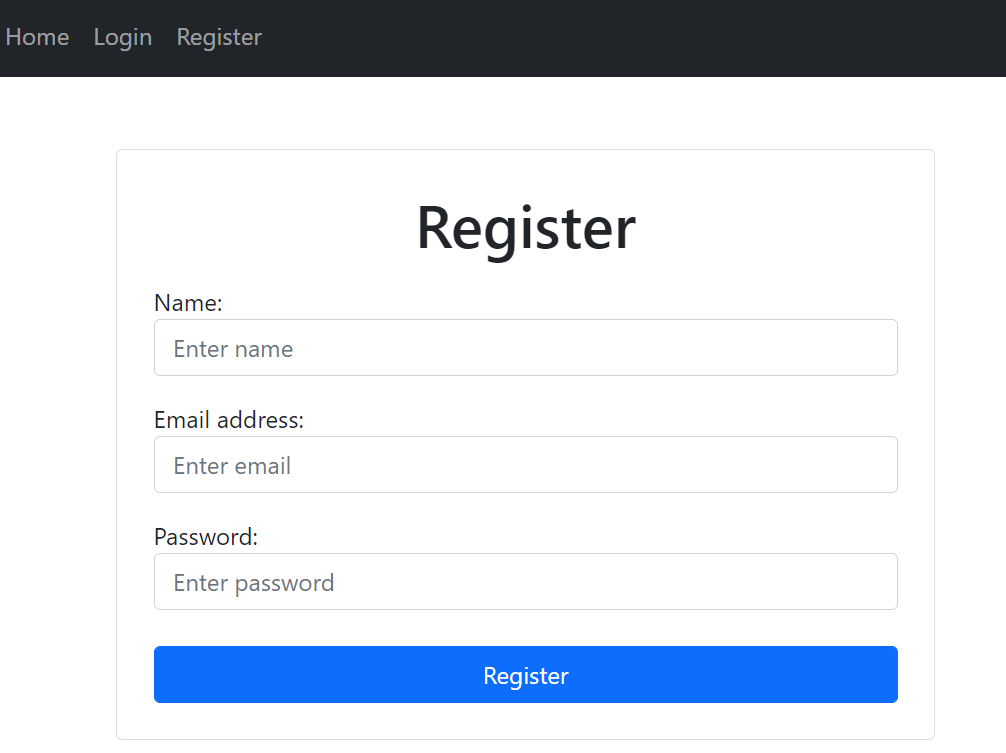 Home Login Register
Register
Name:
Enter name
Email address:
Enter email
Password:
Enter password
Register